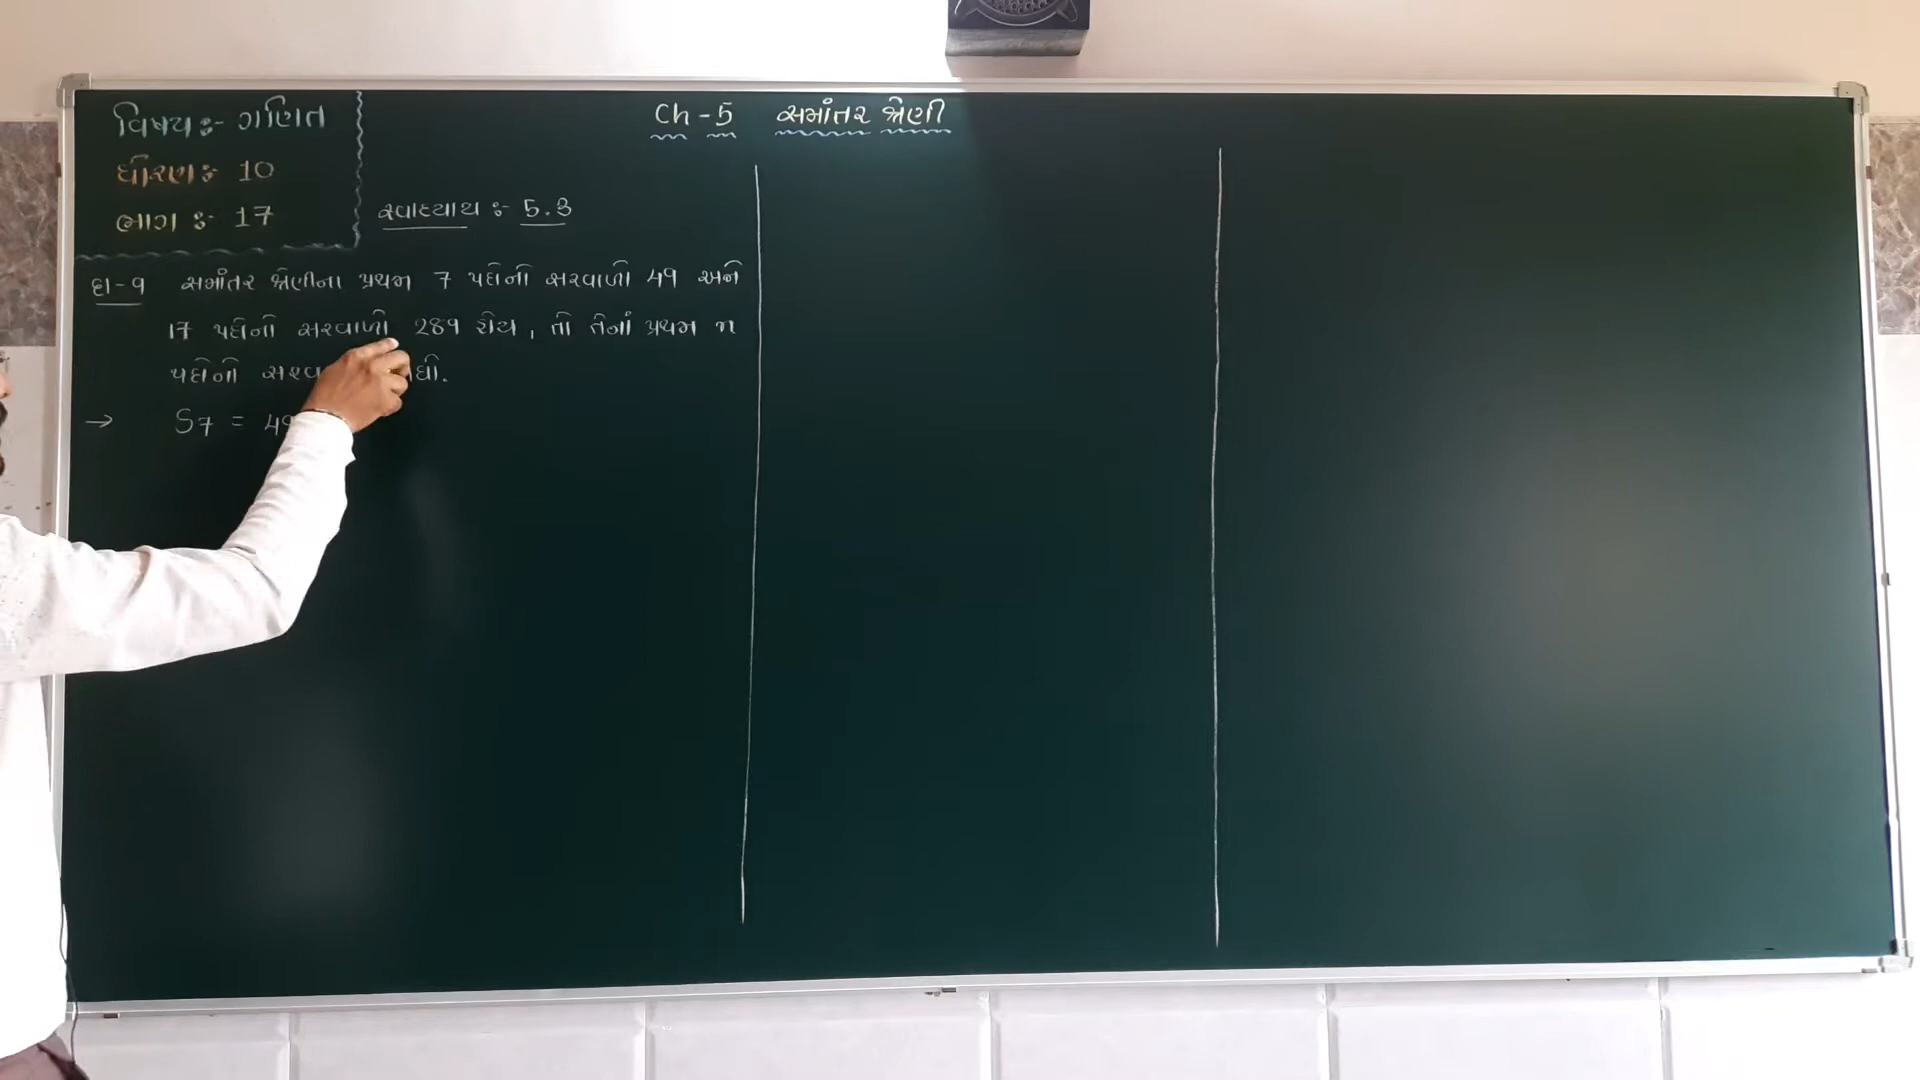 વિષય :- ગણિત
ધોરણ :- 10
ભાગ :- 17
Ch - 5 સમાંતર શ્રેણી
સ્વાધ્યાય :- 5.3
દા-9 સમાંતર શ્રેણીના પ્રથમ 7 પદોનો સરવાળો 49 અને
17 પદોનો સરવાળો 289 હોય, તો તેનાં પ્રથમ n
પદોનો
→ S7 = 49